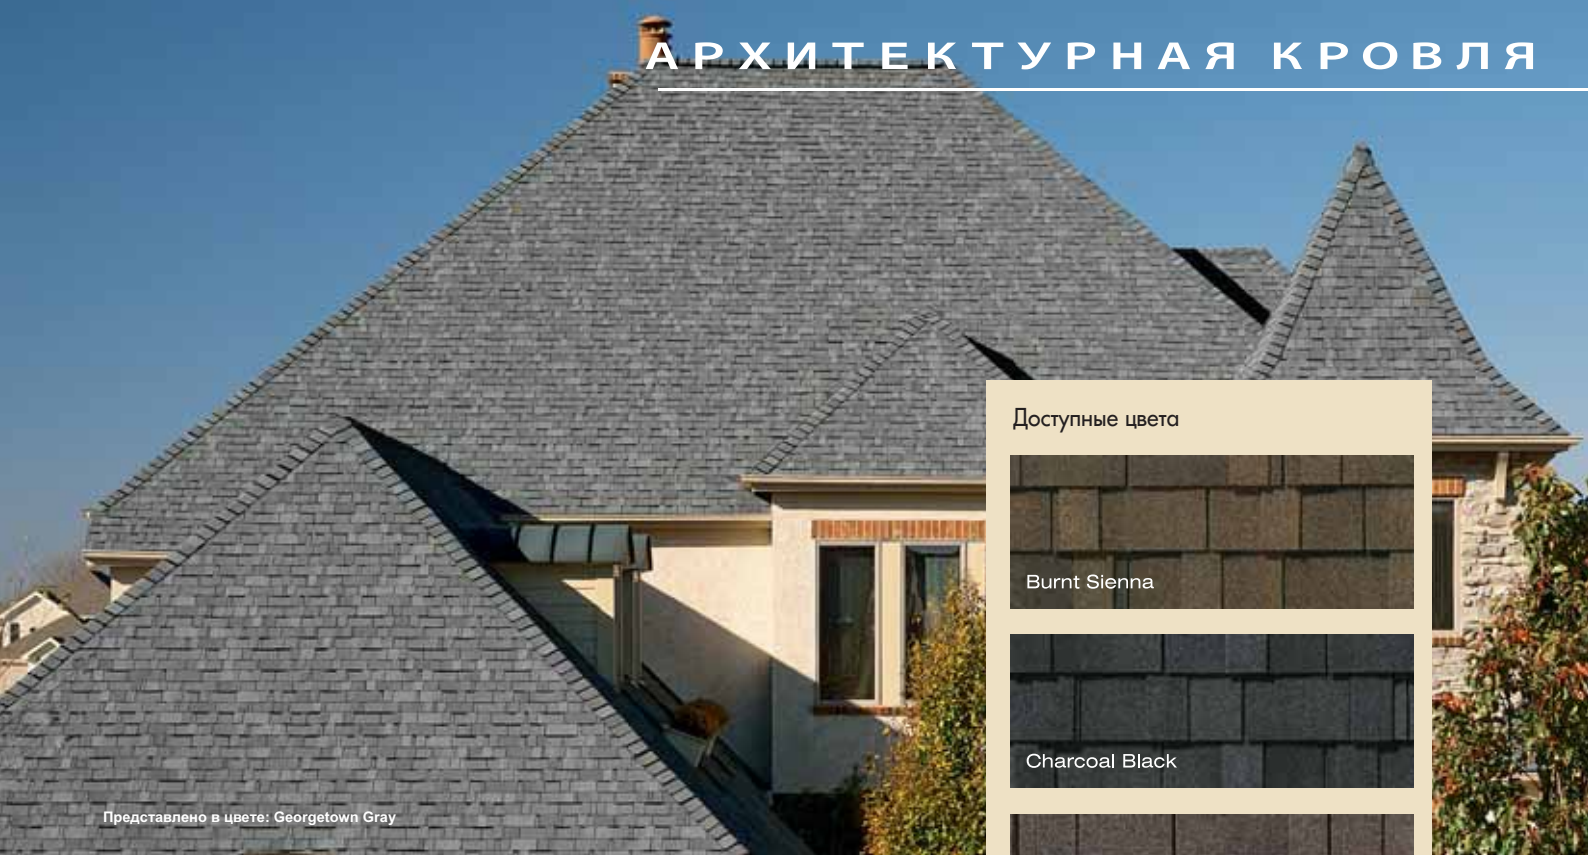 АРХИТЕКТУРНАЯ КРОВЛЯ
Доступные цвета
Burnt Sienna
Charcoal Black
Представлено в цвете: Georgetown Gray